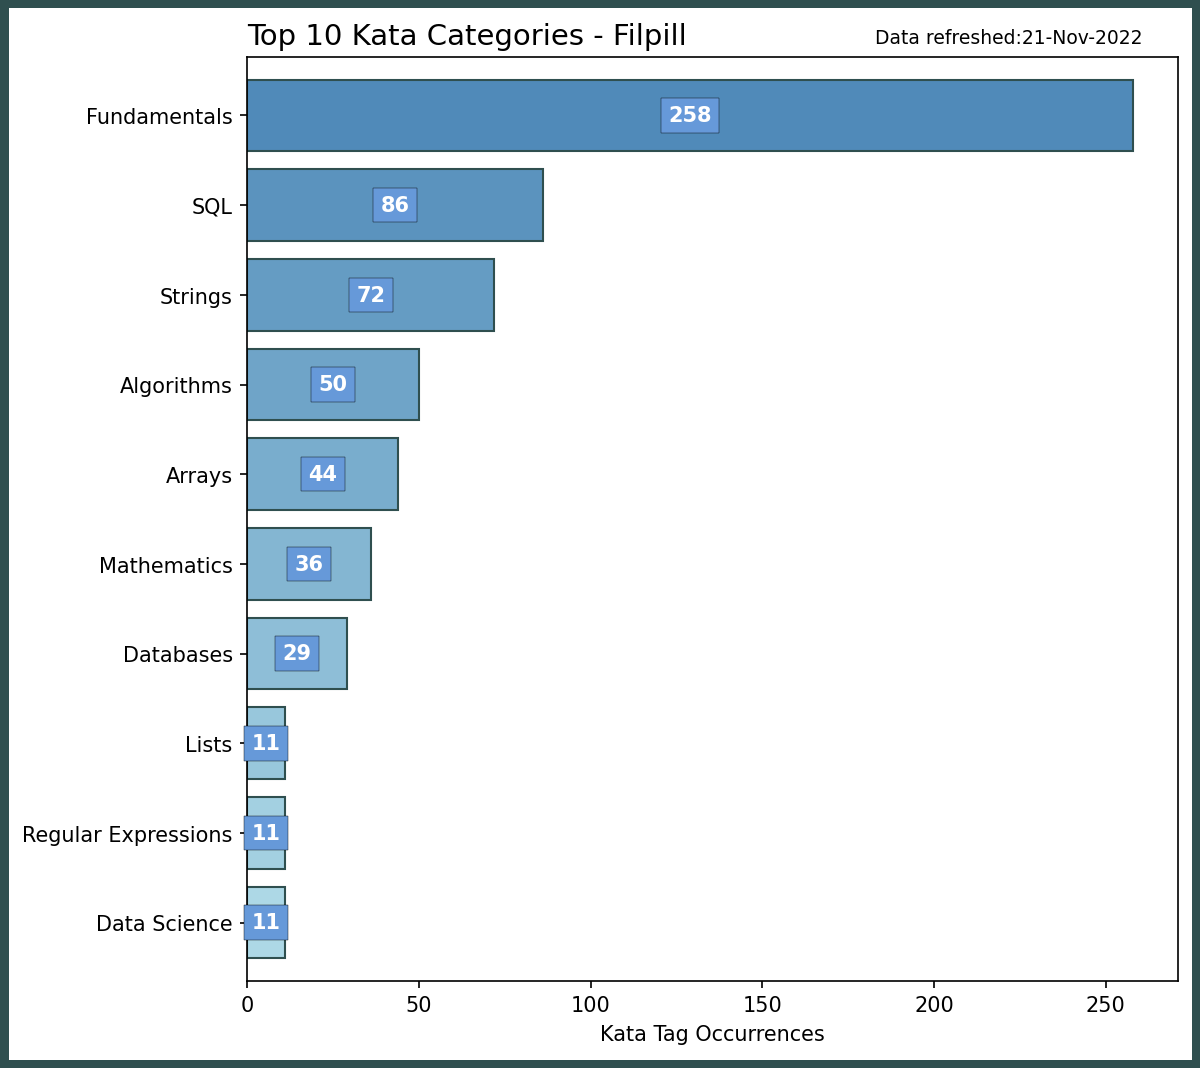 Top 10 Kata Categories - Filpill
Data refreshed:21-Nov-2022
Fundamentals 258
SQL 86
Strings 72
Algorithms 50
Arrays 44
Mathematics 36
Databases 29
Lists 11
Regular Expressions 11
Data Science 11
0 50 100 150 200 250
Kata Tag Occurrences